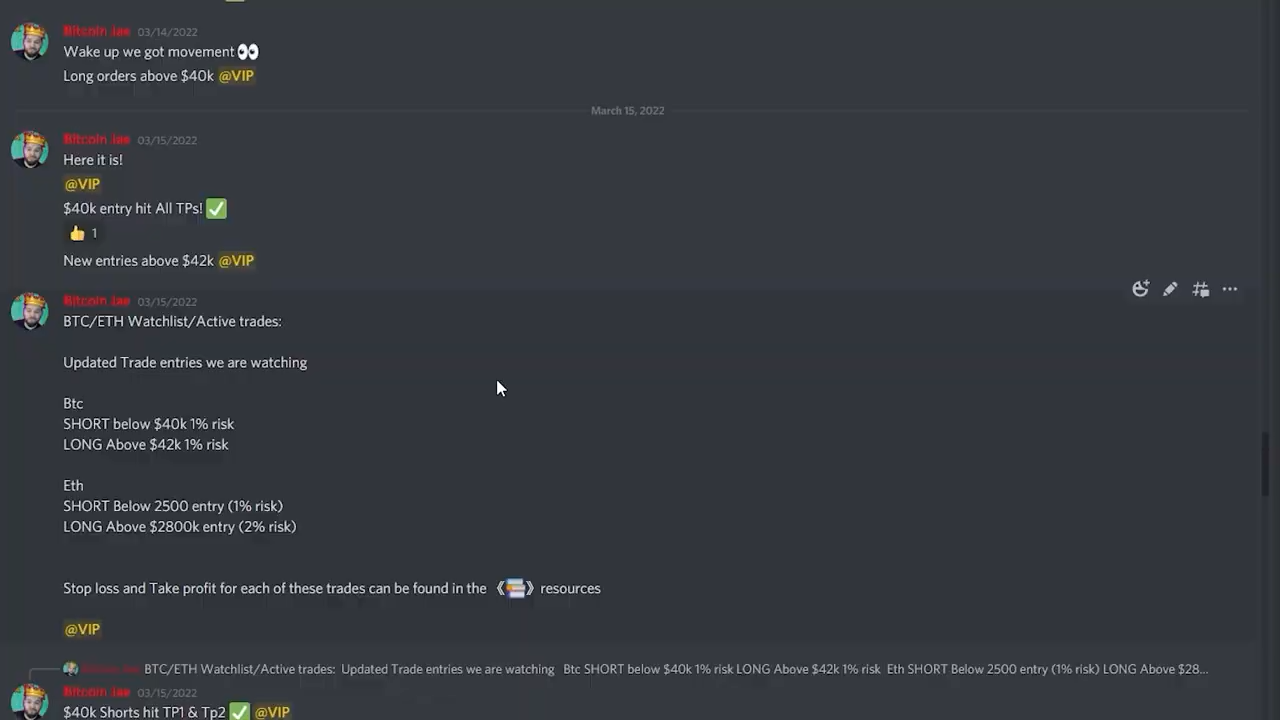 Bitcoin Jae 03/14/2022
Wake up we got movement 👀
Long orders above $40k @VIP
March 15, 2022
Bitcoin Jae 03/15/2022
Here it is!
@VIP
$40k entry hit All TPs! ✅
👍 1
New entries above $42k @VIP
Bitcoin Jae 03/15/2022
BTC/ETH Watchlist/Active trades:
Updated Trade entries we are watching
Btc
SHORT below $40k 1% risk
LONG Above $42k 1% risk
Eth
SHORT Below 2500 entry (1% risk)
LONG Above $2800k entry (2% risk)
Stop loss and Take profit for each of these trades can be found in the 《📚》 resources
@VIP
Bitcoin Jae BTC/ETH Watchlist/Active trades: Updated Trade entries we are watching Btc SHORT below $40k 1% risk LONG Above $42k 1% risk Eth SHORT Below 2500 entry (1% risk) LONG Above $28...
Bitcoin Jae 03/15/2022
$40k Shorts hit TP1 & Tp2 ✅ @VIP